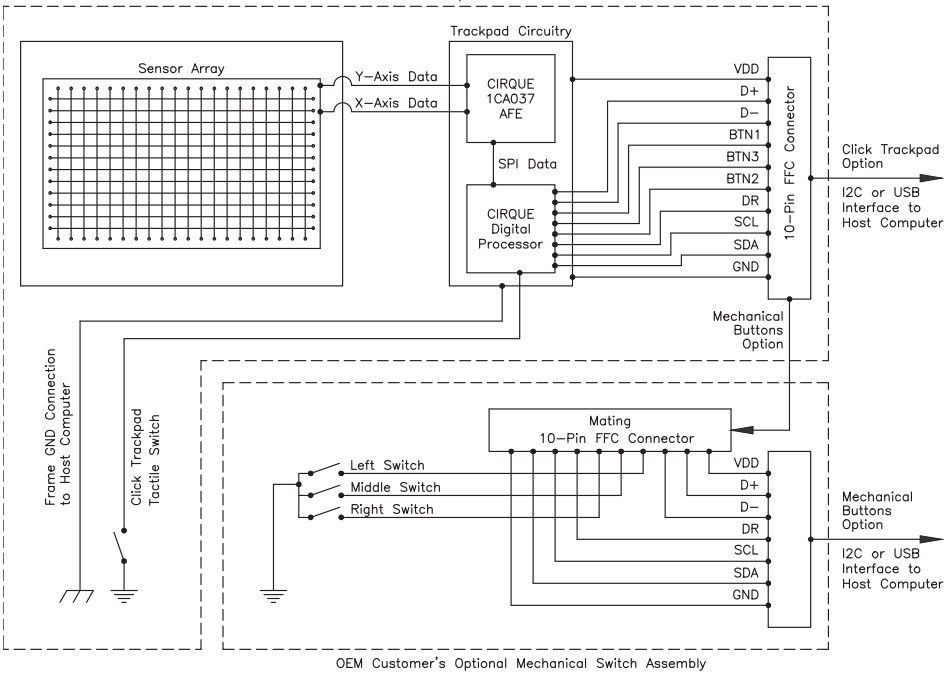 Trackpad Circuitry
Sensor Array
Y-Axis Data
X-Axis Data
CIRQUE
1CA037
AFE
SPI Data
CIRQUE
Digital
Processor
VDD
D+
D-
BTN1
BTN3
BTN2
DR
SCL
SDA
GND
10-Pin FFC Connector
Click Trackpad
Option
I2C or USB
Interface to
Host Computer
Mechanical
Buttons
Option
Frame GND Connection
to Host Computer
Click Trackpad
Tactile Switch
Mating
10-Pin FFC Connector
Left Switch
Middle Switch
Right Switch
VDD
D+
D-
DR
SCL
SDA
GND
Mechanical
Buttons
Option
I2C or USB
Interface to
Host Computer
OEM Customer's Optional Mechanical Switch Assembly